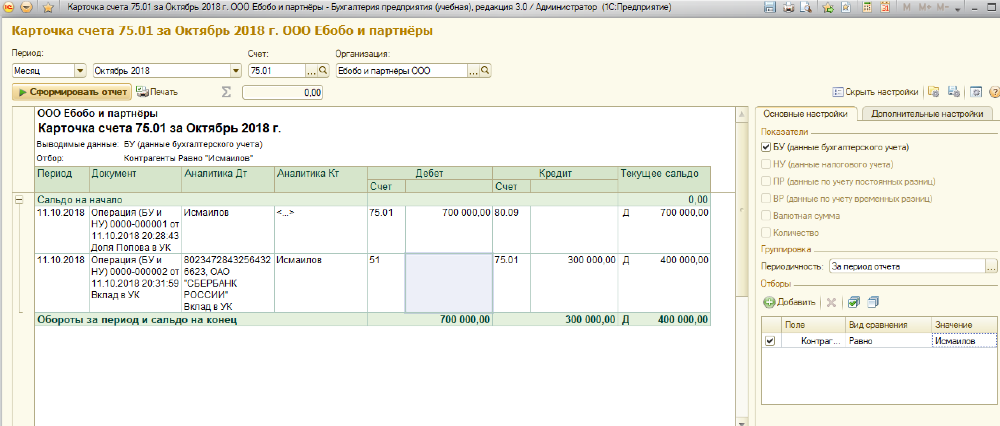 Карточка счета 75.01 за Октябрь 2018 г. ООО Ебобо и партнёры - Бухгалтерия предприятия (учебная), редакция 3.0 / Администратор (1С:Предприятие)
31 M M+ M-
Карточка счета 75.01 за Октябрь 2018 г. ООО Ебобо и партнёры
Период: Счет: Организация:
Месяц Октябрь 2018 75.01 ... Ебобо и партнёры ООО ...
Сформировать отчет Печать Σ 0,00 Скрыть настройки ?
ООО Ебобо и партнёры
Карточка счета 75.01 за Октябрь 2018 г.
Выводимые данные: БУ (данные бухгалтерского учета)
Отбор: Контрагенты Равно "Исмаилов"
Период Документ Аналитика Дт Аналитика Кт Дебет Кредит Текущее сальдо
Счет Счет
Сальдо на начало 0,00
11.10.2018 Операция (БУ и Исмаилов <...> 75.01 700 000,00 80.09 Д 700 000,00
НУ) 0000-000001 от
11.10.2018 20:28:43
Доля Попова в УК
11.10.2018 Операция (БУ и 8023472843256432 Исмаилов 51 75.01 300 000,00 Д 400 000,00
НУ) 0000-000002 от 6623, ОАО
11.10.2018 20:31:59 "СБЕРБАНК
Вклад в УК РОССИИ"
Вклад в УК
Обороты за период и сальдо на конец 700 000,00 300 000,00 Д 400 000,00
Основные настройки Дополнительные настройки
Показатели
БУ (данные бухгалтерского учета)
НУ (данные налогового учета)
ПР (данные по учету постоянных разниц)
ВР (данные по учету временных разниц)
Валютная сумма
Количество
Группировка
Периодичность: За период отчета ...
Отборы
Добавить
Поле Вид сравнения Значение
Контраг... Равно Исмаилов